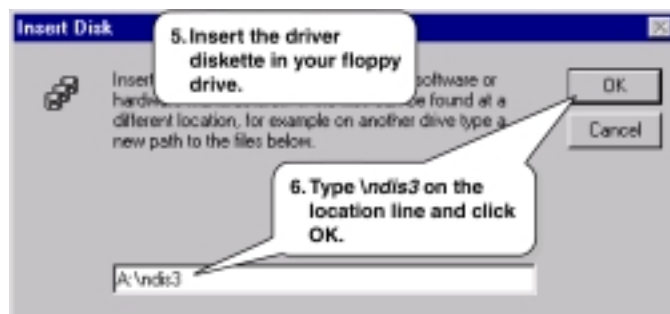 Insert Disk
5. Insert the driver
diskette in your floppy
drive.
Insert
software or
hardware
be found at a
different location, for example on another drive type a
new path to the files below.
OK
Cancel
6. Type \ndis3 on the
location line and click
OK.
A:\ndis3